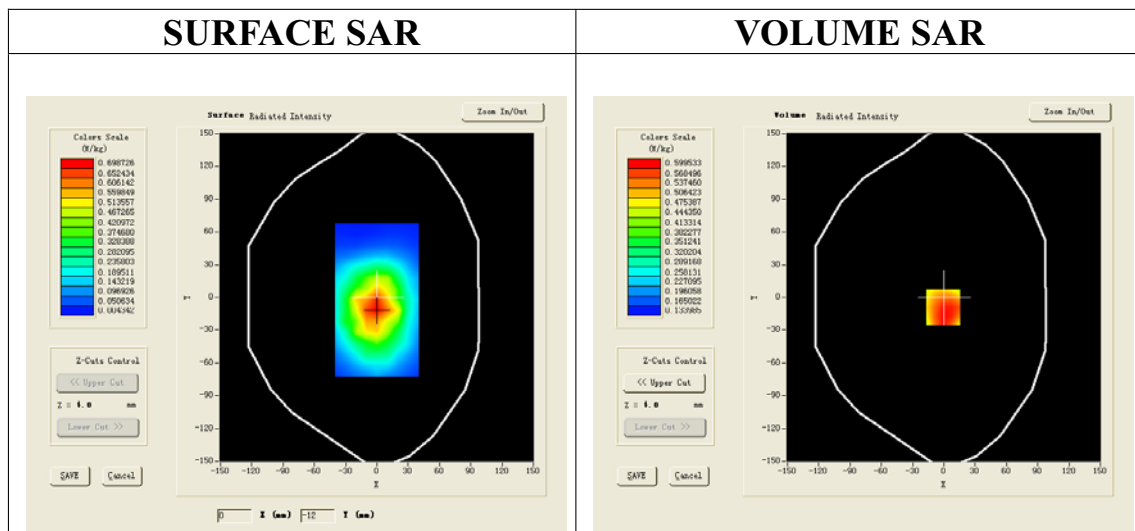 SURFACE SAR
VOLUME SAR
Surface Radiated Intensity
Zoom In/Out
Colors Scale
(W/kg)
0.698726
0.652434
0.606142
0.559849
0.513557
0.467265
0.420972
0.374680
0.328388
0.282095
0.235803
0.189511
0.143219
0.096926
0.050634
0.004342
150
120
90
60
30
0
-30
-60
-90
-120
-150
Y
-150 -120 -90 -60 -30 0 30 60 90 120 150
X
Z-Cuts Control
<< Upper Cut
Z = 4.0 mm
Lower Cut >>
SAVE Cancel
0 X (mm) -12 Y (mm)
Volume Radiated Intensity
Zoom In/Out
Colors Scale
(W/kg)
0.599533
0.568496
0.537460
0.506423
0.475387
0.444350
0.413314
0.382277
0.351241
0.320204
0.289168
0.258131
0.227095
0.196058
0.165022
0.133985
150
120
90
60
30
0
-30
-60
-90
-120
-150
Y
-150 -120 -90 -60 -30 0 30 60 90 120 150
X
Z-Cuts Control
<< Upper Cut
Z = 4.0 mm
Lower Cut >>
SAVE Cancel